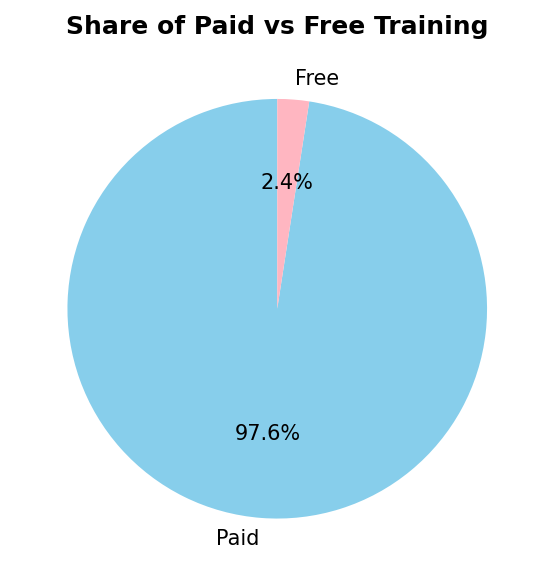 Share of Paid vs Free Training
Free
2.4%
97.6%
Paid